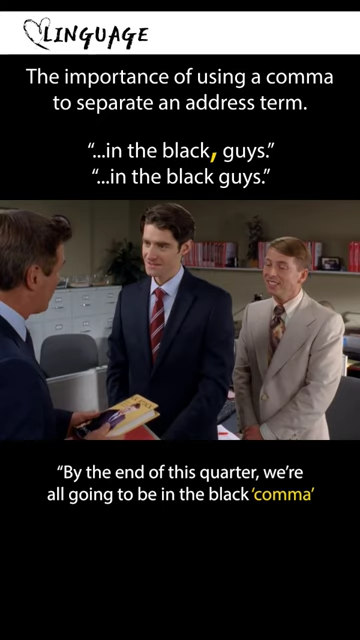 LINGUAGE
The importance of using a comma
to separate an address term.
“...in the black, guys.”
“...in the black guys.”
“By the end of this quarter, we’re
all going to be in the black ‘comma’